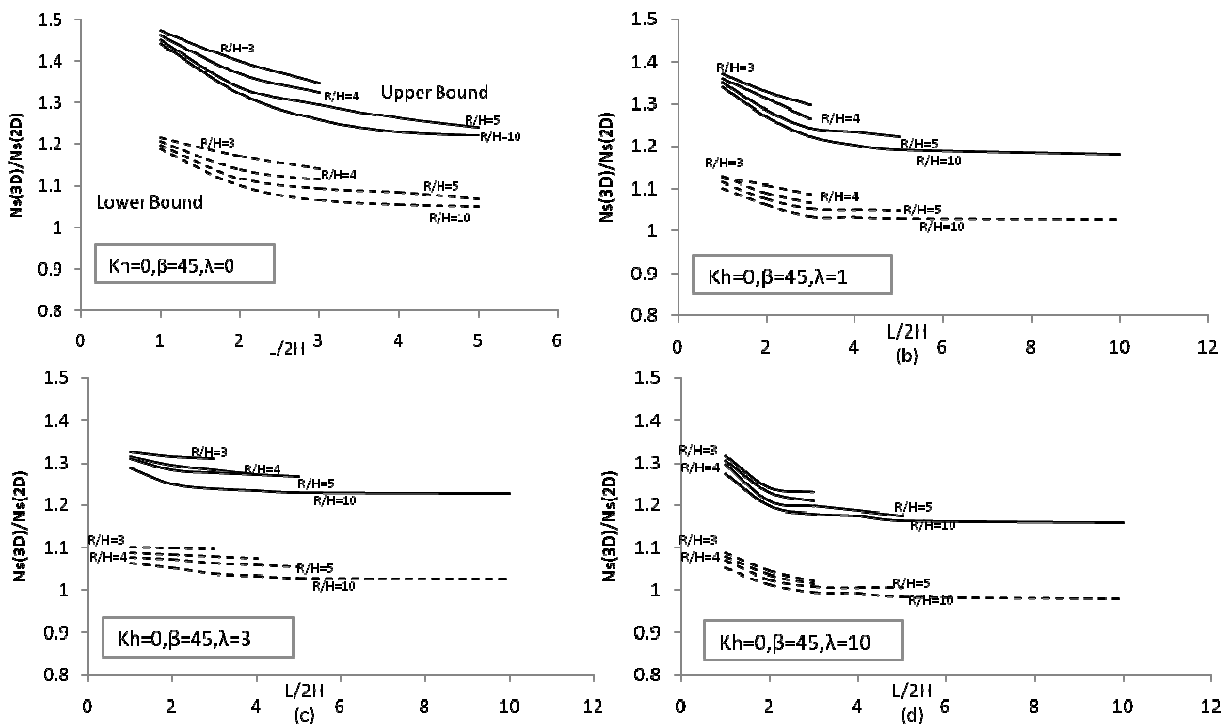 1.5
1.4
1.3
1.2
1.1
1
0.9
0.8
Ns(3D)/Ns(2D)
R/H=3
R/H=4
Upper Bound
R/H=5
R/H=10
R/H=3
R/H=4
R/H=5
R/H=10
Lower Bound
Kn=0,β=45,λ=0
0 1 2 3 4 5 6
L/2H
1.5
1.4
1.3
1.2
1.1
1
0.9
0.8
Ns(3D)/Ns(2D)
R/H=3
R/H=4
R/H=5
R/H=10
R/H=3
R/H=4
R/H=5
R/H=10
Kh=0,β=45,λ=1
0 2 4 6 8 10 12
L/2H
(b)
1.5
1.4
1.3
1.2
1.1
1
0.9
0.8
Ns(3D)/Ns(2D)
R/H=3
R/H=4
R/H=5
R/H=10
R/H=3
R/H=4
R/H=5
R/H=10
Kh=0,β=45,λ=3
0 2 4 6 8 10 12
L/2H
(c)
1.5
1.4
1.3
1.2
1.1
1
0.9
0.8
Ns(3D)/Ns(2D)
R/H=3
R/H=4
R/H=5
R/H=10
R/H=3
R/H=4
R/H=5
R/H=10
Kh=0,β=45,λ=10
0 2 4 6 8 10 12
L/2H
(d)